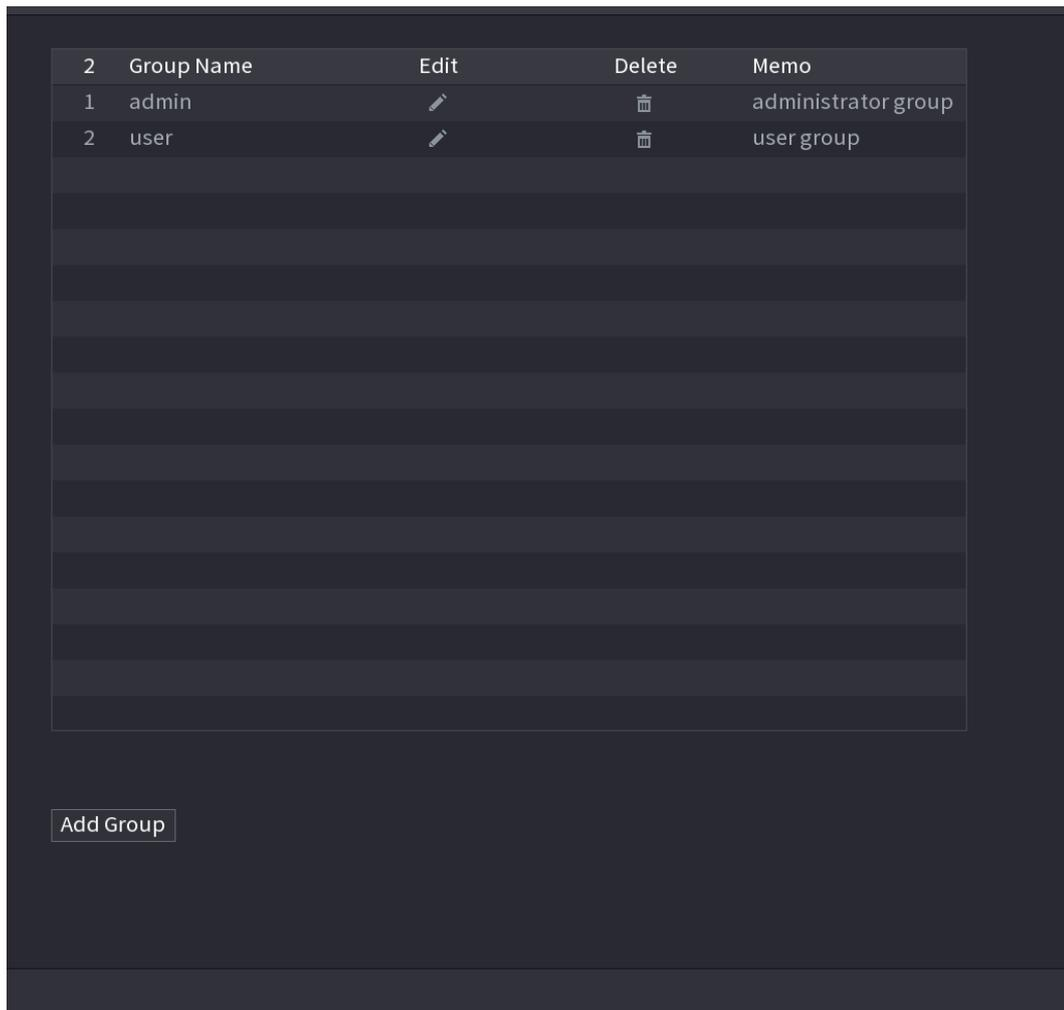 2 Group Name Edit Delete Memo
1 admin administrator group
2 user user group
Add Group